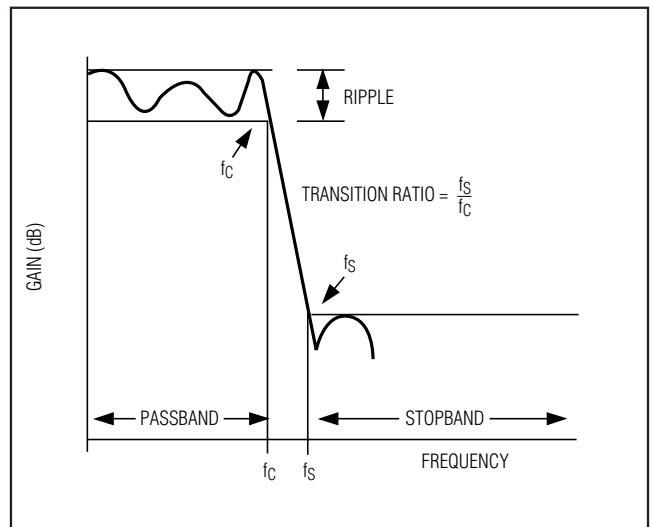 RIPPLE
fC
TRANSITION RATIO = fS/fC
GAIN (dB)
fS
PASSBAND
STOPBAND
fC
fS
FREQUENCY